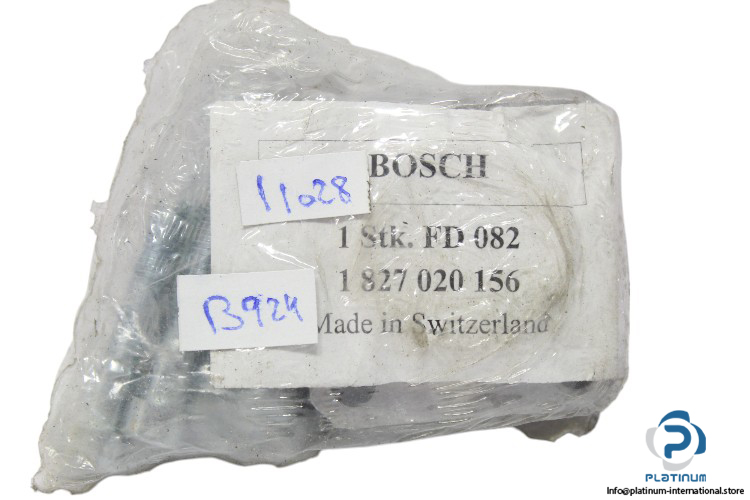 BOSCH
11028
1 Stk. FD 082
1 827 020 156
B924
Made in Switzerland
PLATINUM
Info@platinum-international.store